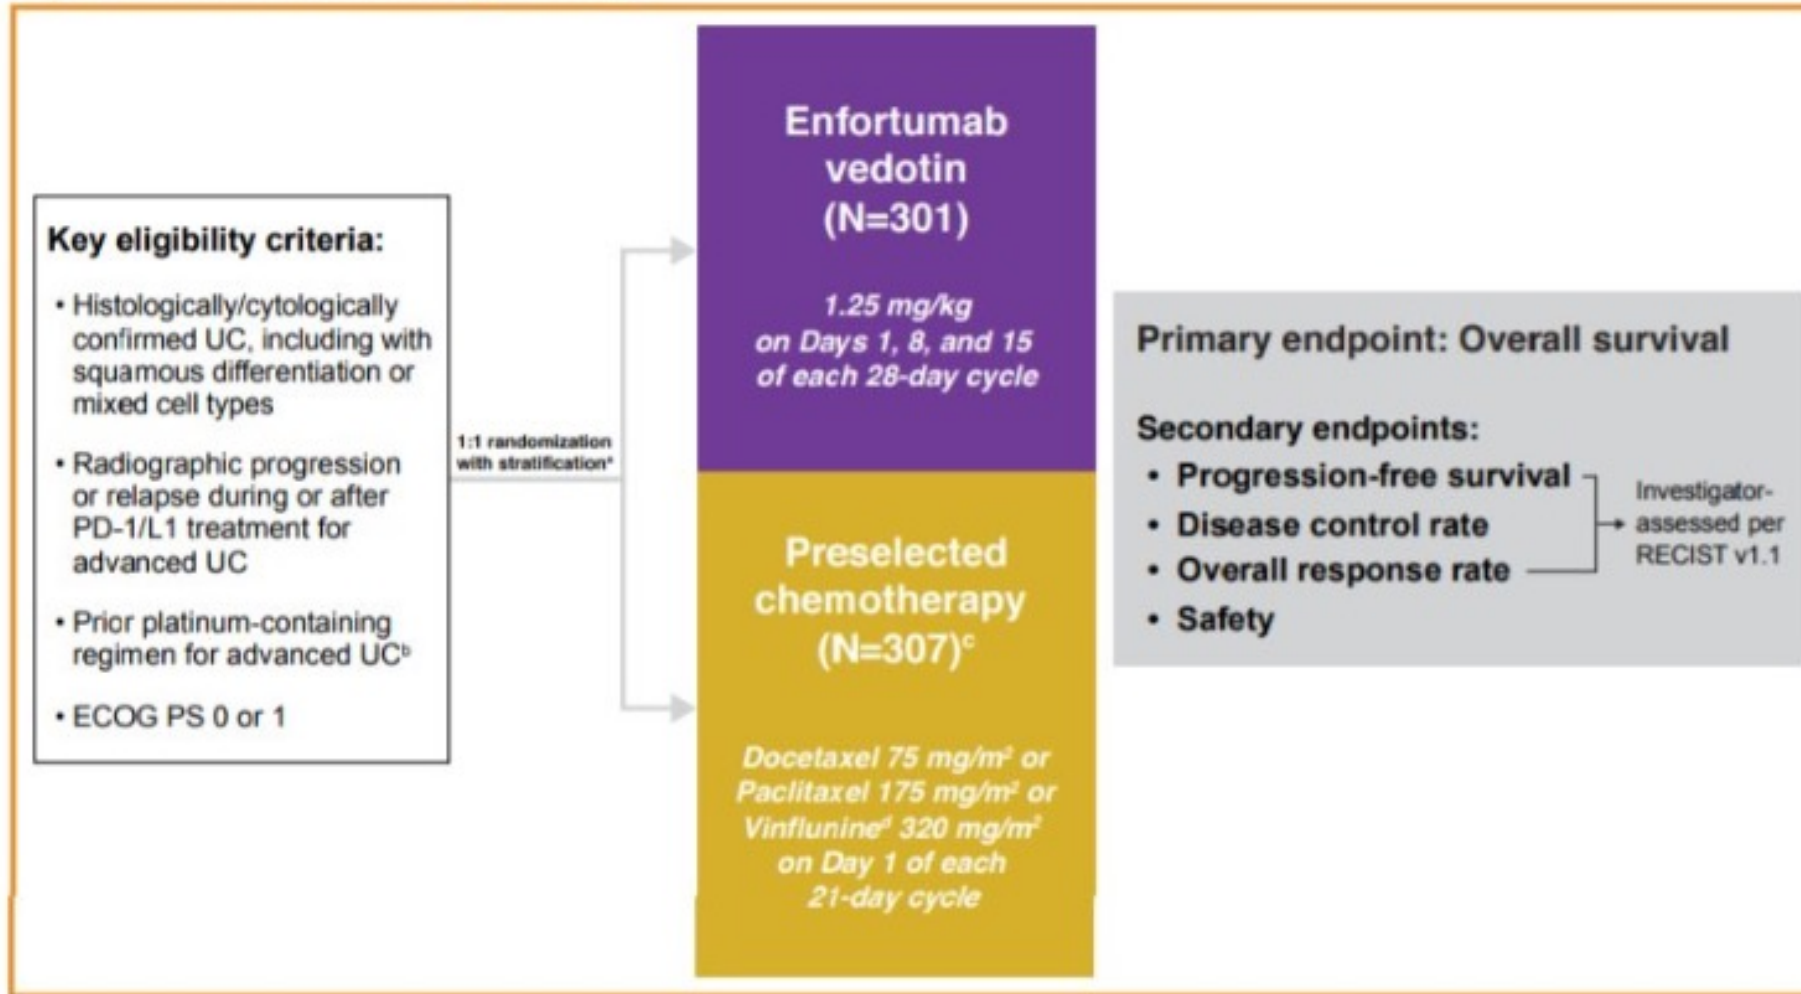 Key eligibility criteria:
• Histologically/cytologically
confirmed UC, including with
squamous differentiation or
mixed cell types
• Radiographic progression
or relapse during or after
PD-1/L1 treatment for
advanced UC
• Prior platinum-containing
regimen for advanced UCᵇ
• ECOG PS 0 or 1
1:1 randomization
with stratificationᵃ
Enfortumab
vedotin
(N=301)
1.25 mg/kg
on Days 1, 8, and 15
of each 28-day cycle
Preselected
chemotherapy
(N=307)ᶜ
Docetaxel 75 mg/m² or
Paclitaxel 175 mg/m² or
Vinflunineᵈ 320 mg/m²
on Day 1 of each
21-day cycle
Primary endpoint: Overall survival
Secondary endpoints:
• Progression-free survival
• Disease control rate
• Overall response rate
• Safety
Investigator-
assessed per
RECIST v1.1